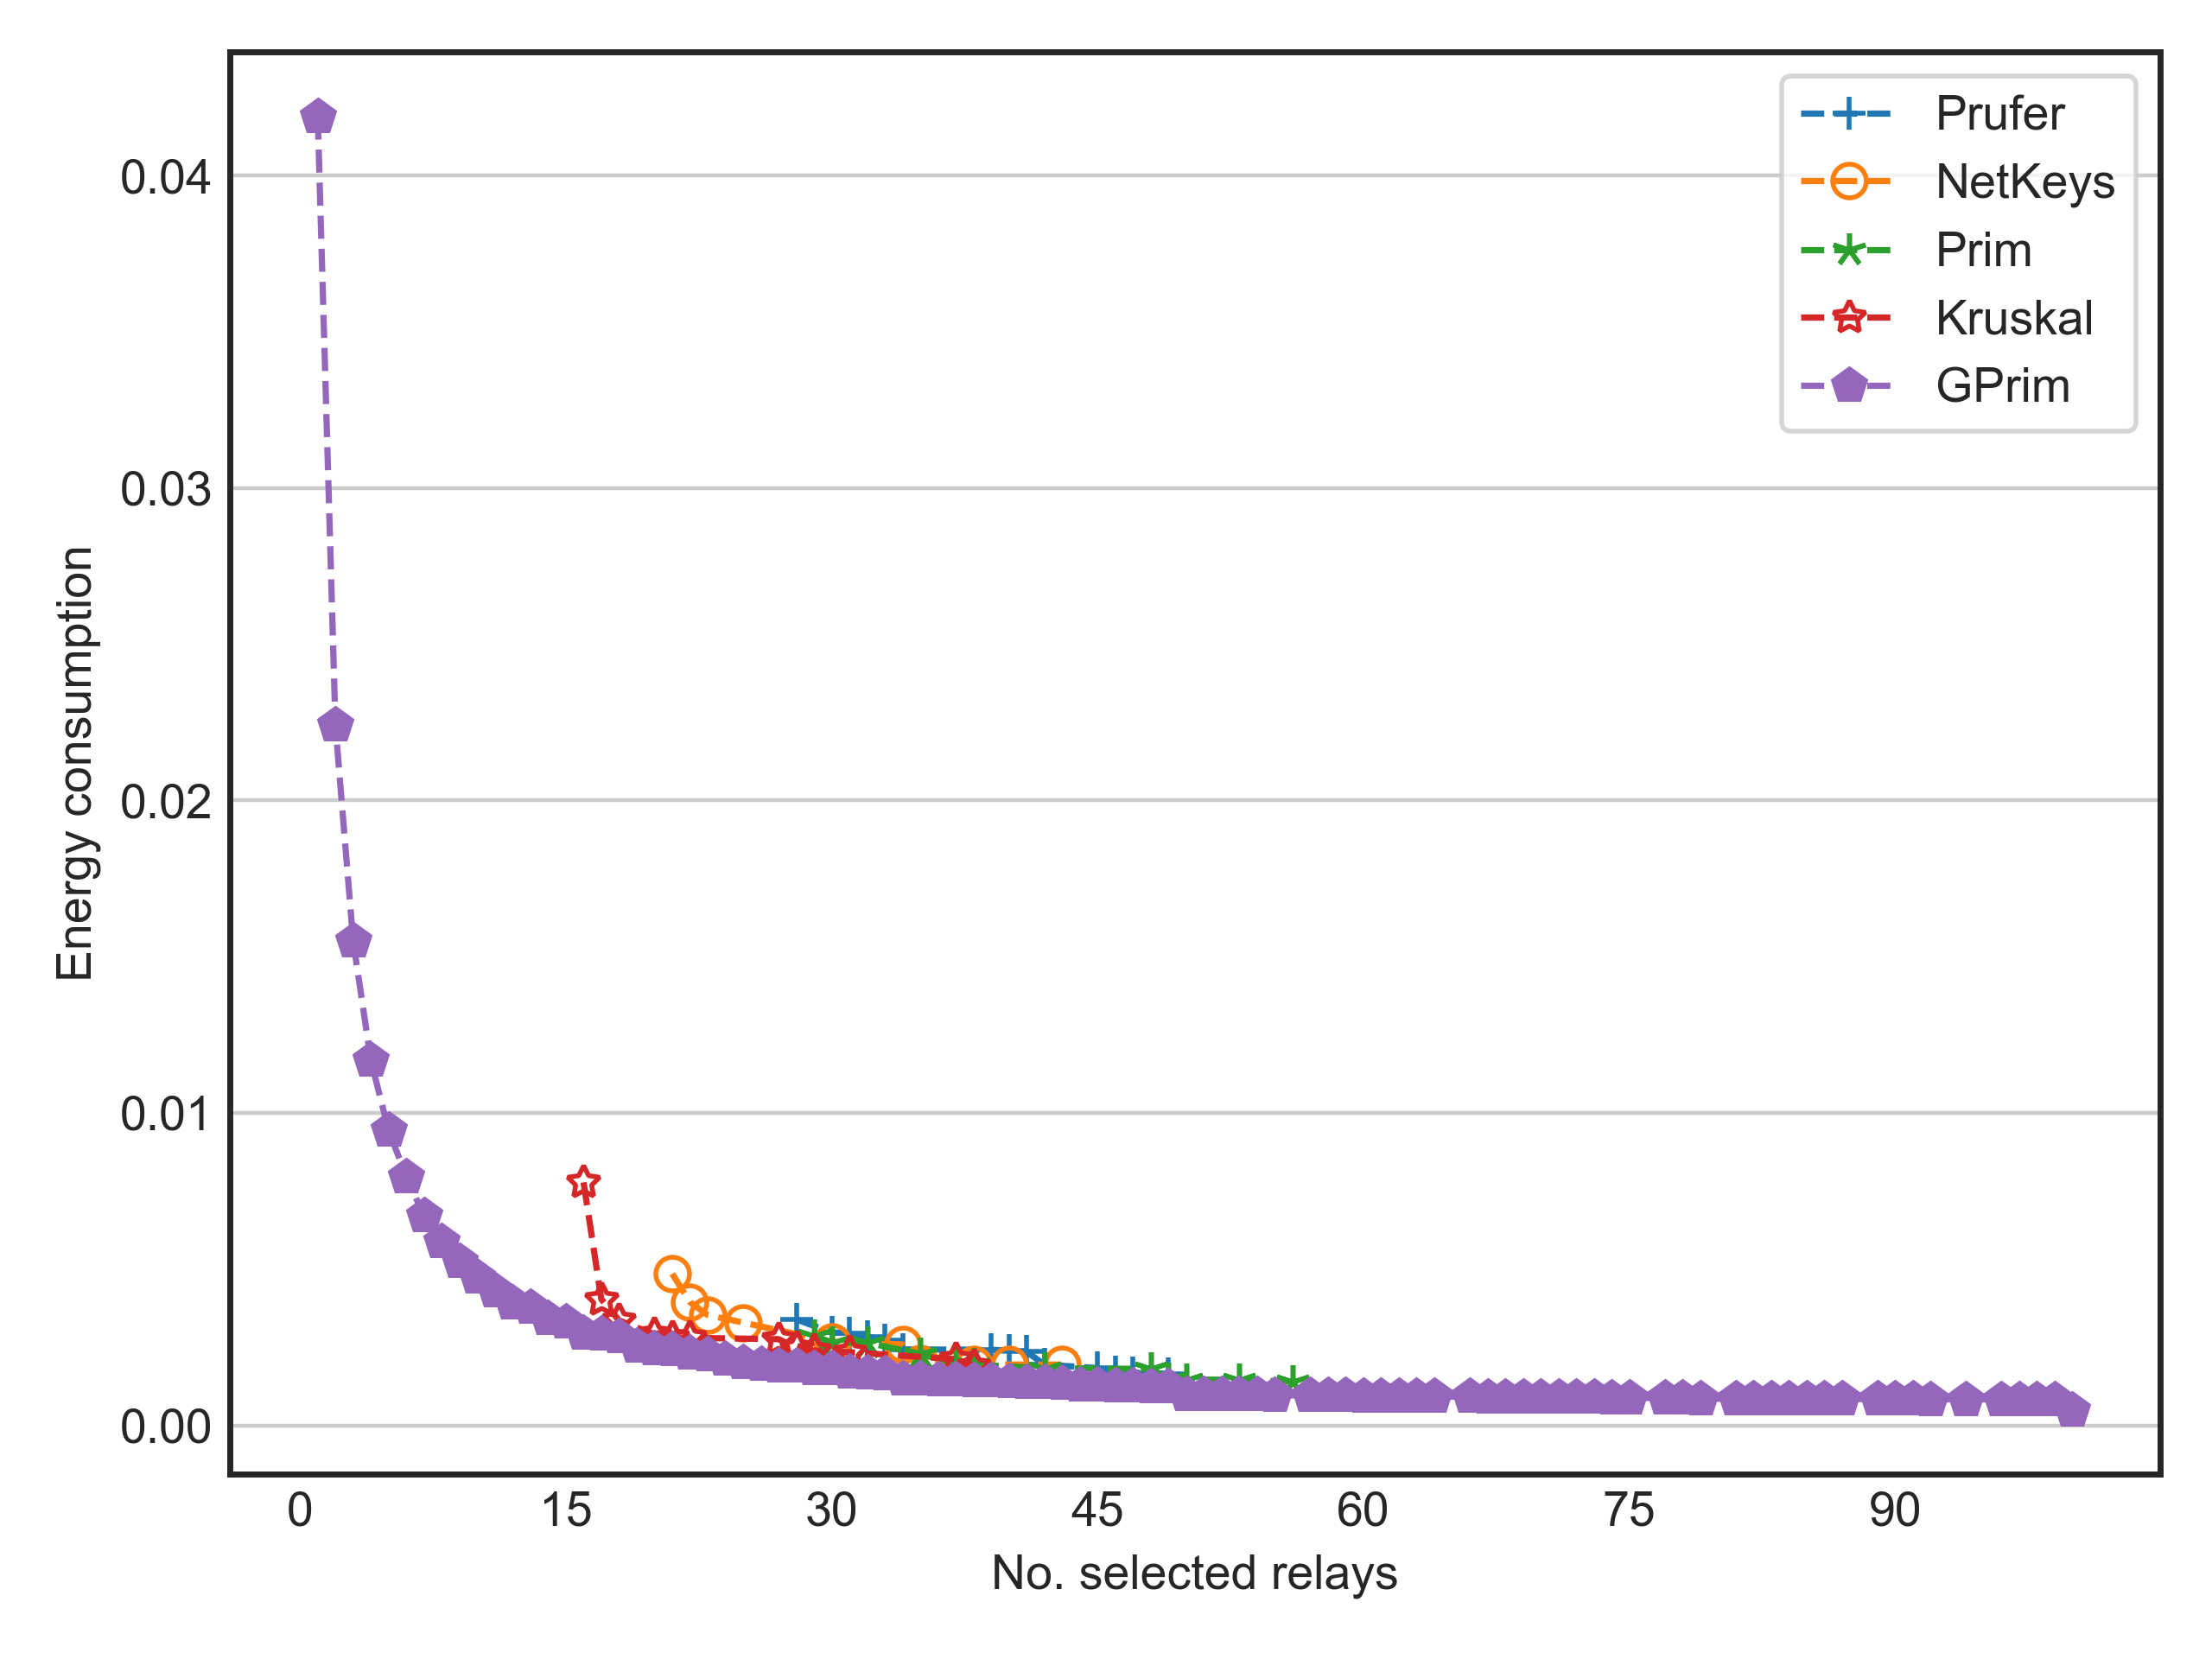 Prufer
NetKeys
Prim
Kruskal
GPrim
0.04
0.03
0.02
0.01
0.00
Energy consumption
0 15 30 45 60 75 90
No. selected relays